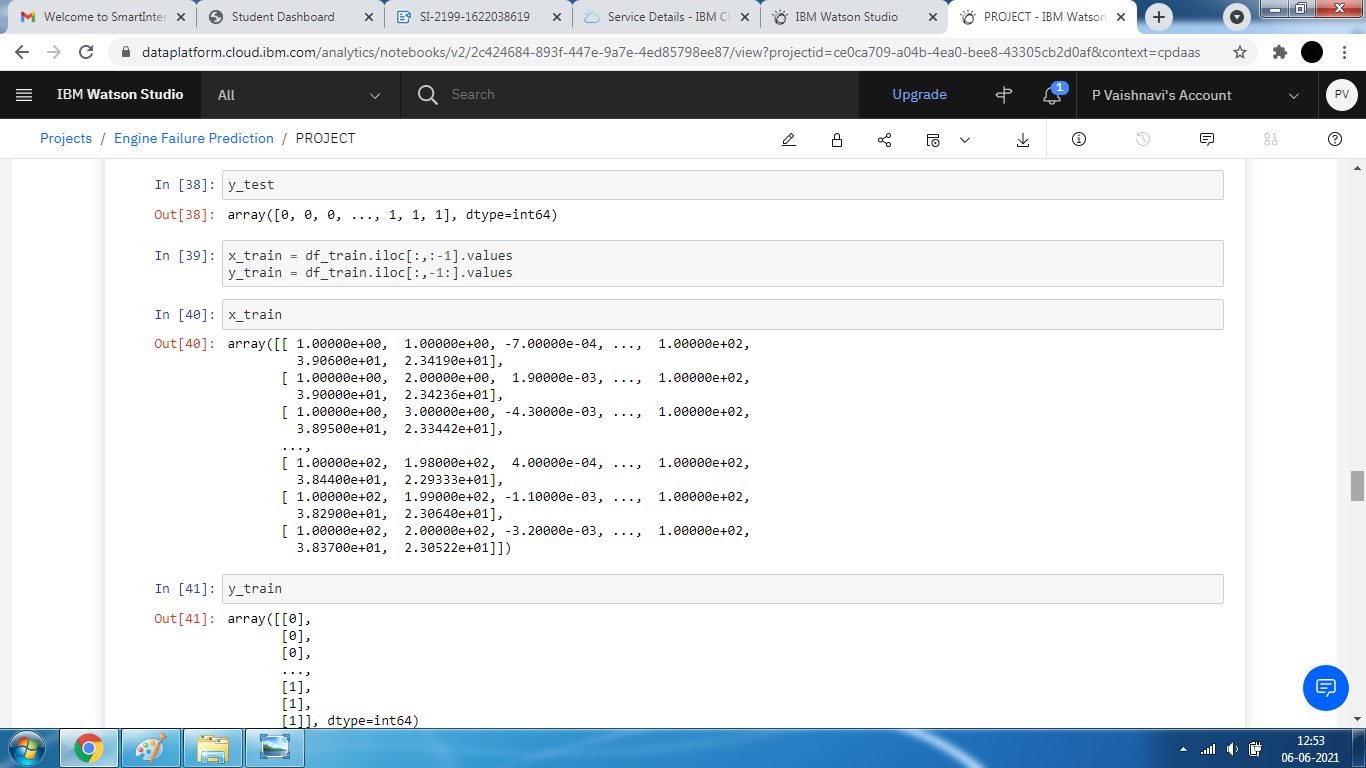 Welcome to SmartInter
Student Dashboard
SI-2199-1622038619
Service Details - IBM Cl
IBM Watson Studio
PROJECT - IBM Watson
dataplatform.cloud.ibm.com/analytics/notebooks/v2/2c424684-893f-447e-9a7e-4ed85798ee87/view?projectid=ce0ca709-a04b-4ea0-bee8-43305cb2d0af&context=cpdaas
IBM Watson Studio
All
Search
Upgrade
1
P Vaishnavi's Account
PV
Projects / Engine Failure Prediction / PROJECT
In [38]: y_test
Out[38]: array([0, 0, 0, ..., 1, 1, 1], dtype=int64)
In [39]: x_train = df_train.iloc[:,:-1].values
y_train = df_train.iloc[:,-1:].values
In [40]: x_train
Out[40]: array([[ 1.00000e+00, 1.00000e+00, -7.00000e-04, ..., 1.00000e+02,
3.90600e+01, 2.34190e+01],
[ 1.00000e+00, 2.00000e+00, 1.90000e-03, ..., 1.00000e+02,
3.90000e+01, 2.34236e+01],
[ 1.00000e+00, 3.00000e+00, -4.30000e-03, ..., 1.00000e+02,
3.89500e+01, 2.33442e+01],
...,
[ 1.00000e+02, 1.98000e+02, 4.00000e-04, ..., 1.00000e+02,
3.84400e+01, 2.29333e+01],
[ 1.00000e+02, 1.99000e+02, -1.10000e-03, ..., 1.00000e+02,
3.82900e+01, 2.30640e+01],
[ 1.00000e+02, 2.00000e+02, -3.20000e-03, ..., 1.00000e+02,
3.83700e+01, 2.30522e+01]])
In [41]: y_train
Out[41]: array([[0],
[0],
[0],
...,
[1],
[1],
[1]], dtype=int64)
12:53
06-06-2021